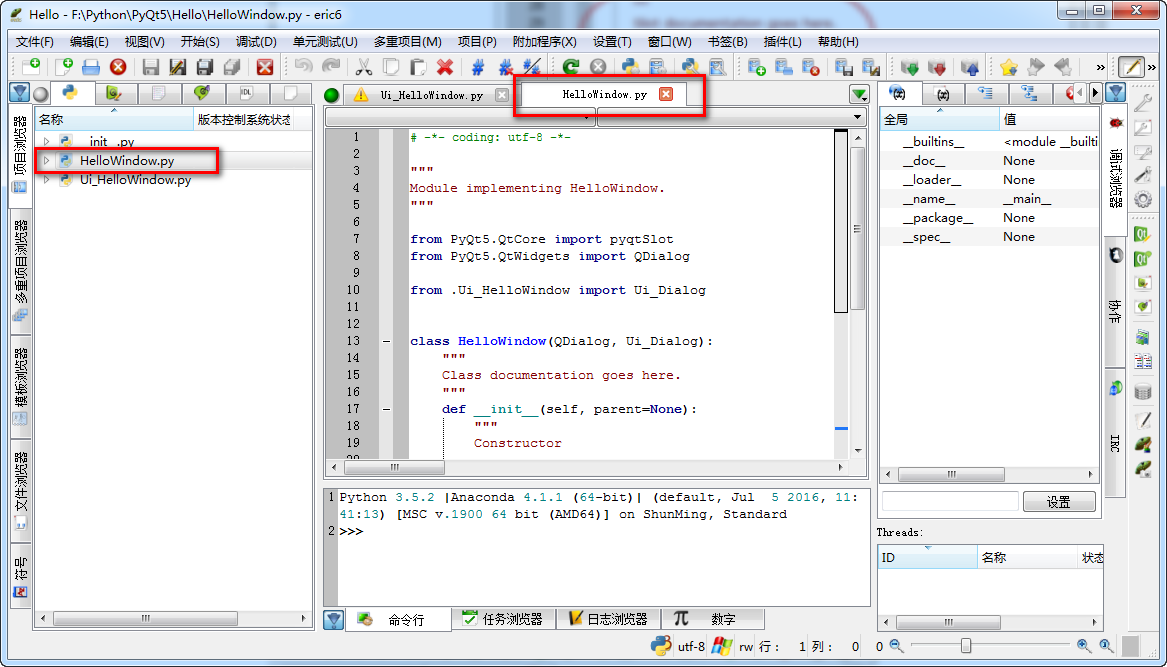 Hello - F:\Python\PyQt5\Hello\HelloWindow.py - eric6
文件(F) 编辑(E) 视图(V) 开始(S) 调试(D) 单元测试(U) 多重项目(M) 项目(P) 附加程序(X) 设置(T) 窗口(W) 书签(B) 插件(L) 帮助(H)
项目浏览器
多重项目浏览器
模板浏览器
文件浏览器
符号
IDL
名称 版本控制系统状态
__init__.py
HelloWindow.py
Ui_HelloWindow.py
Ui_HelloWindow.py HelloWindow.py
1 # -*- coding: utf-8 -*-
2
3 """
4 Module implementing HelloWindow.
5 """
6
7 from PyQt5.QtCore import pyqtSlot
8 from PyQt5.QtWidgets import QDialog
9
10 from .Ui_HelloWindow import Ui_Dialog
11
12
13 class HelloWindow(QDialog, Ui_Dialog):
14 """
15 Class documentation goes here.
16 """
17 def __init__(self, parent=None):
18 """
19 Constructor
20
1 Python 3.5.2 |Anaconda 4.1.1 (64-bit)| (default, Jul  5 2016, 11:
41:13) [MSC v.1900 64 bit (AMD64)] on ShunMing, Standard
2 >>>
命令行 任务浏览器 日志浏览器 数字
全局 值
__builtins__ <module __builti
__doc__ None
__loader__ None
__name__ __main__
__package__ None
__spec__ None
设置
Threads:
ID 名称 状态
调试浏览器
协作
IRC
utf-8 rw 行： 1 列： 0 0